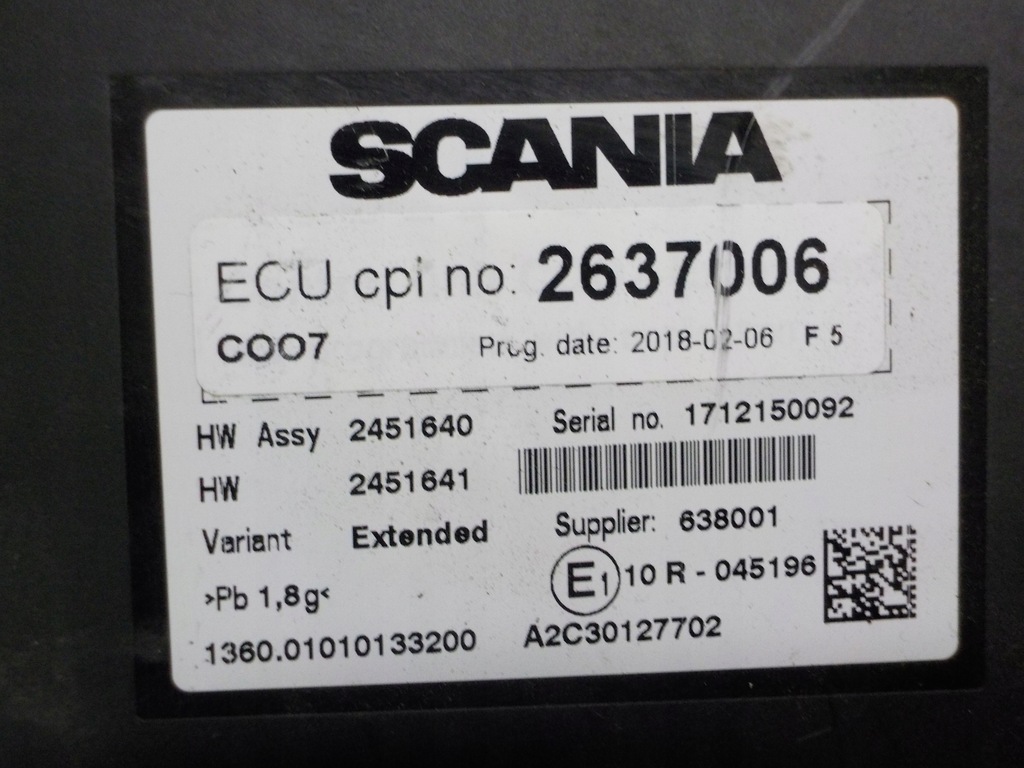 SCANIA
ECU cpi no: 2637006
COO7 Prog. date: 2018-02-06 F 5
HW Assy 2451640 Serial no. 1712150092
HW 2451641
Variant Extended Supplier: 638001
>Pb 1,8g< E1 10 R - 045196
1360.01010133200 A2C30127702